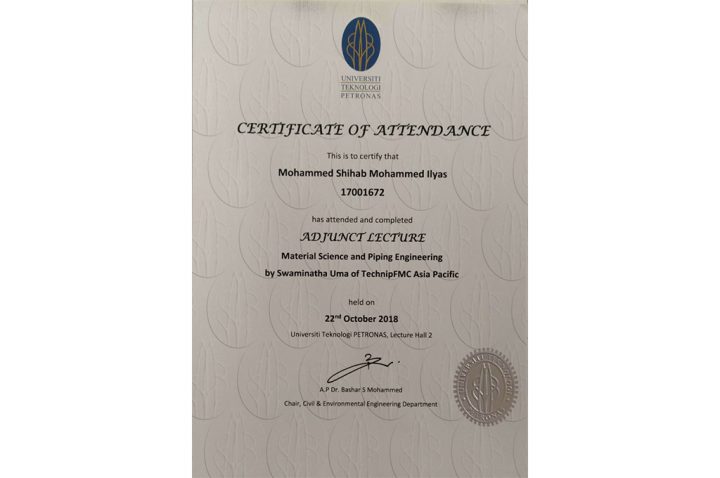 UNIVERSITI
TEKNOLOGI
PETRONAS
CERTIFICATE OF ATTENDANCE
This is to certify that
Mohammed Shihab Mohammed Ilyas
17001672
has attended and completed
ADJUNCT LECTURE
Material Science and Piping Engineering
by Swaminatha Uma of TechnipFMC Asia Pacific
held on
22nd October 2018
Universiti Teknologi PETRONAS, Lecture Hall 2
A.P Dr. Bashar S Mohammed
Chair, Civil & Environmental Engineering Department